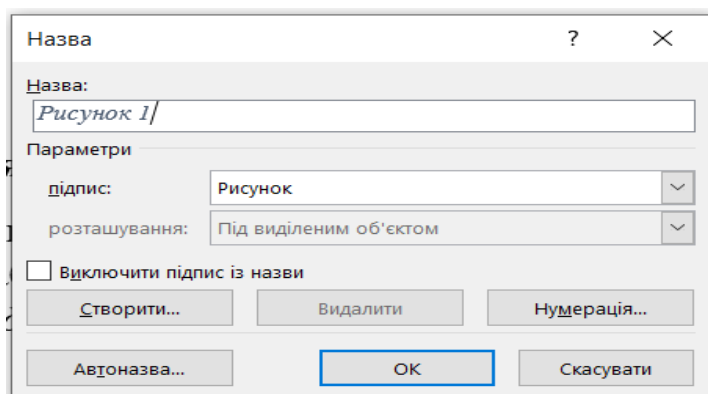 Назва ?
Назва:
Рисунок 1
Параметри
підпис: Рисунок
розташування: Під виділеним об'єктом
Виключити підпис із назви
Створити... Видалити Нумерація...
Автоназва... ОК Скасувати